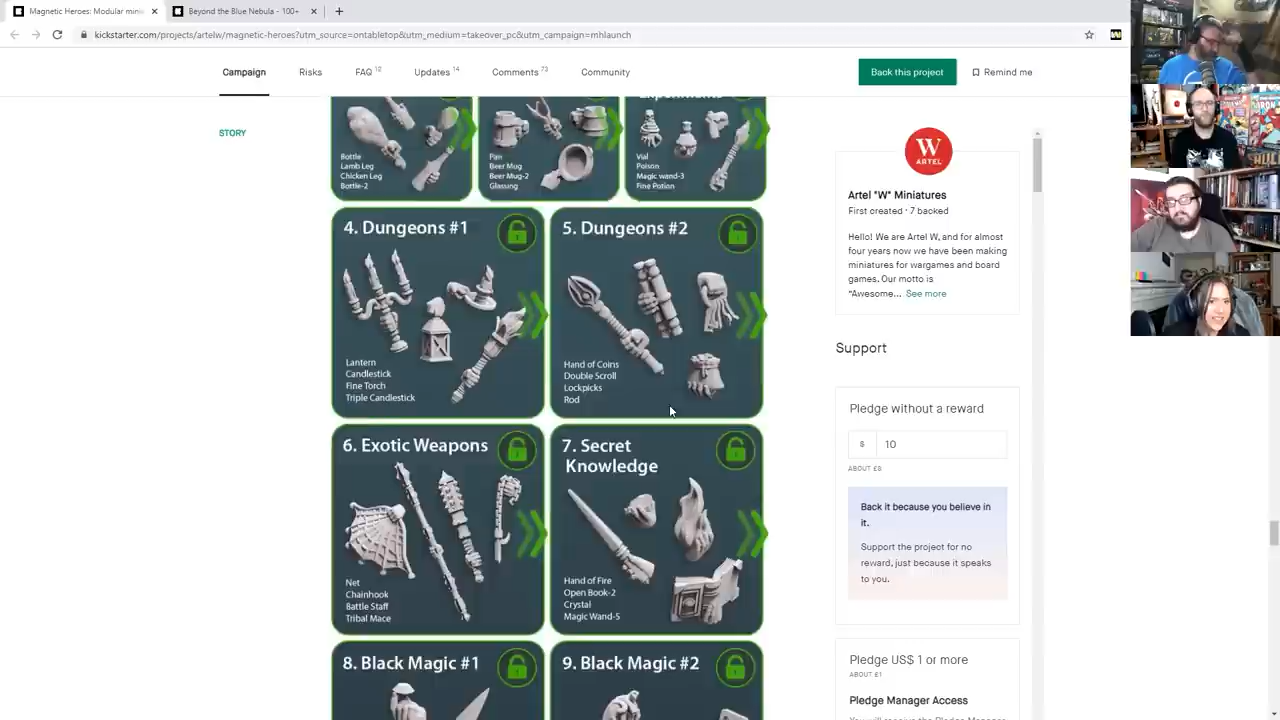 Magnetic Heroes: Modular mini
Beyond the Blue Nebula - 100+
kickstarter.com/projects/artelw/magnetic-heroes?utm_source=ontabletop&utm_medium=takeover_pc&utm_campaign=mhlaunch
Campaign
Risks
FAQ 12
Updates 14
Comments 73
Community
Back this project
Remind me
STORY
Experiments
Bottle
Lamb Leg
Chicken Leg
Bottle-2
Pan
Beer Mug
Beer Mug-2
Glassing
Vial
Poison
Magic wand-3
Fine Potion
4. Dungeons #1
Lantern
Candlestick
Fine Torch
Triple Candlestick
5. Dungeons #2
Hand of Coins
Double Scroll
Lockpicks
Rod
6. Exotic Weapons
Net
Chainhook
Battle Staff
Tribal Mace
7. Secret
Knowledge
Hand of Fire
Open Book-2
Crystal
Magic Wand-5
8. Black Magic #1
9. Black Magic #2
W
ARTEL
Artel "W" Miniatures
First created · 7 backed
Hello! We are Artel W, and for almost
four years now we have been making
miniatures for wargames and board
games. Our motto is
"Awesome... See more
Support
Pledge without a reward
$ 10
ABOUT £8
Back it because you believe in
it.
Support the project for no
reward, just because it speaks
to you.
Pledge US$ 1 or more
ABOUT £1
Pledge Manager Access